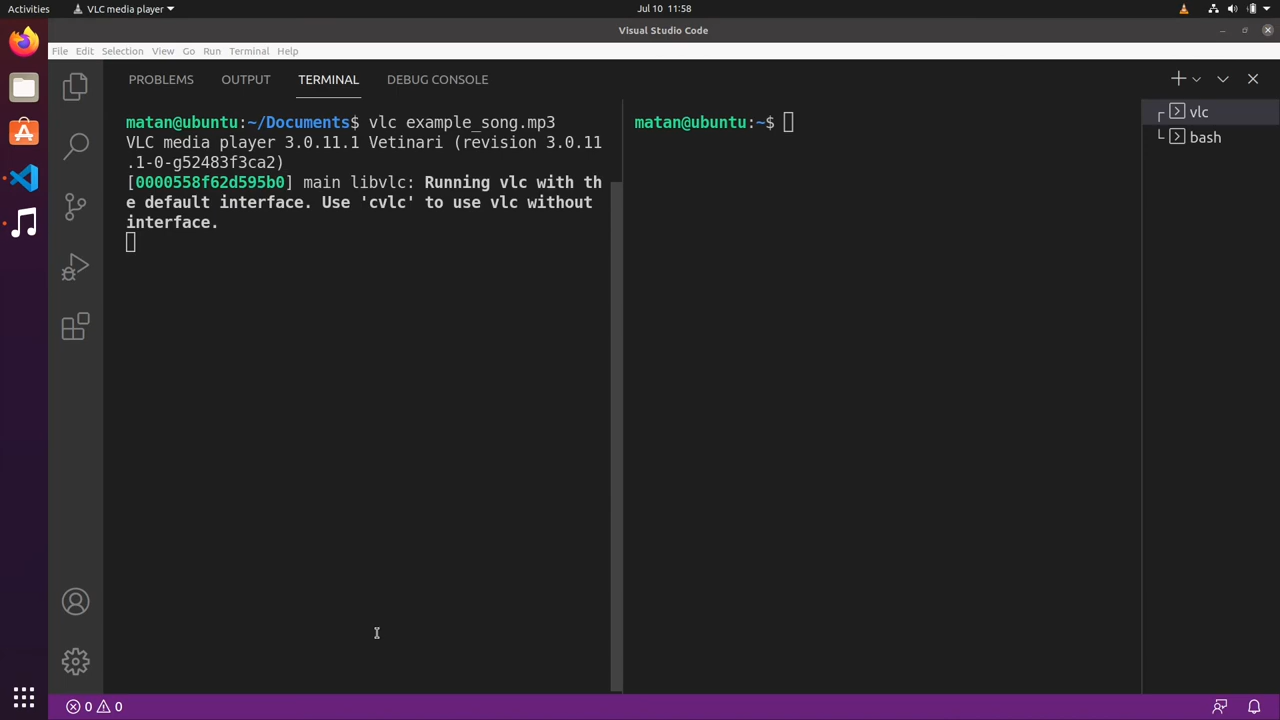 Activities
VLC media player
Jul 10 11:58
Visual Studio Code
File Edit Selection View Go Run Terminal Help
PROBLEMS OUTPUT TERMINAL DEBUG CONSOLE
matan@ubuntu:~/Documents$ vlc example_song.mp3
VLC media player 3.0.11.1 Vetinari (revision 3.0.11
.1-0-g52483f3ca2)
[0000558f62d595b0] main libvlc: Running vlc with th
e default interface. Use 'cvlc' to use vlc without
interface.
matan@ubuntu:~$
vlc
bash
0 0